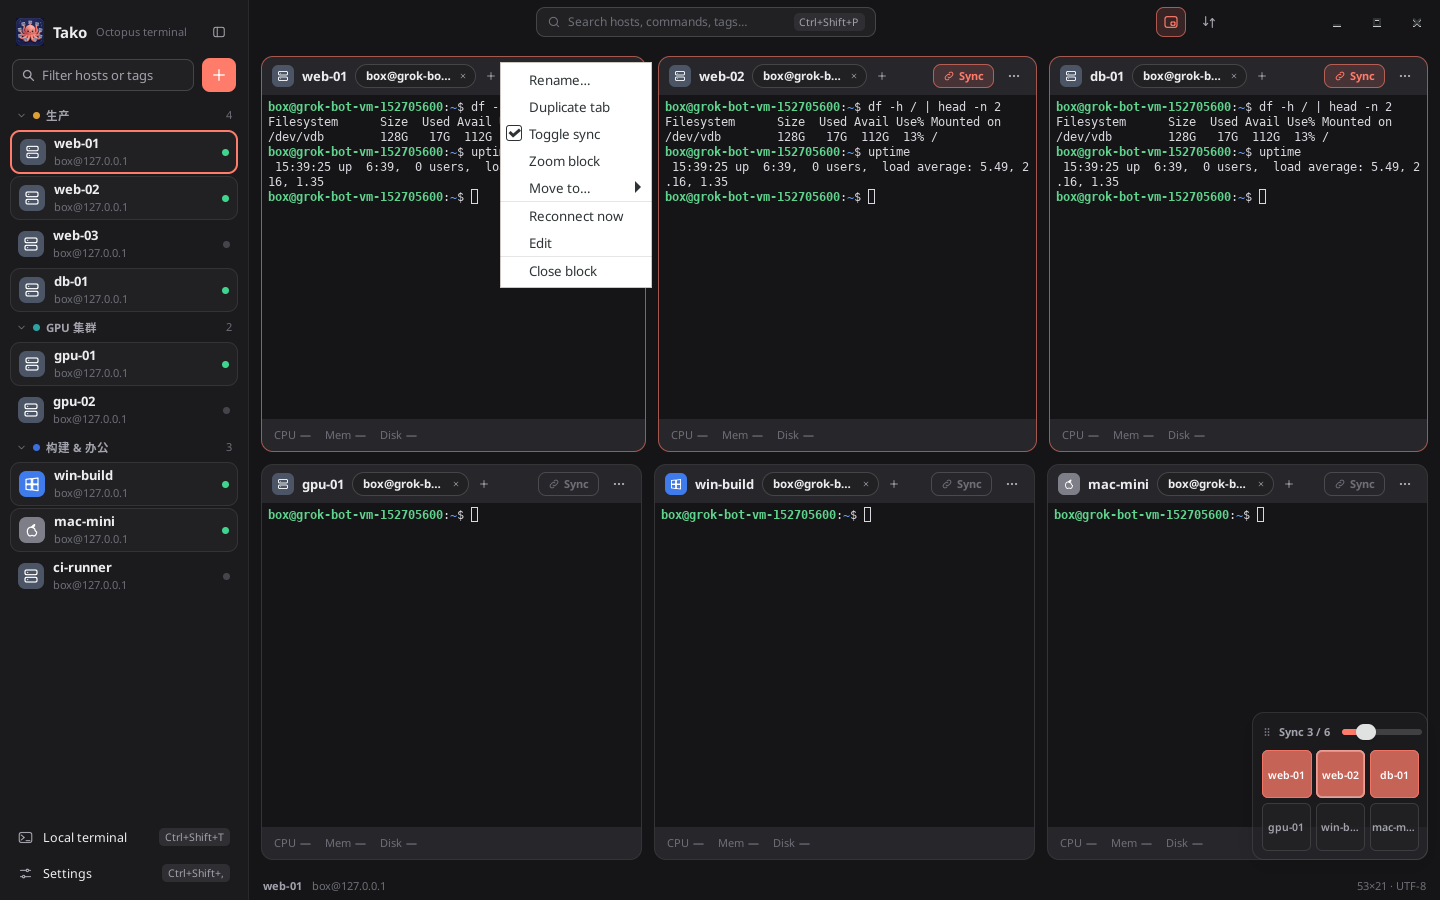 Tako Octopus terminal
Filter hosts or tags
生产 4
web-01
box@127.0.0.1
web-02
box@127.0.0.1
web-03
box@127.0.0.1
db-01
box@127.0.0.1
GPU 集群 2
gpu-01
box@127.0.0.1
gpu-02
box@127.0.0.1
构建 & 办公 3
win-build
box@127.0.0.1
mac-mini
box@127.0.0.1
ci-runner
box@127.0.0.1
Local terminal Ctrl+Shift+T
Settings Ctrl+Shift+,
Search hosts, commands, tags... Ctrl+Shift+P
web-01 box@grok-bo... × +
box@grok-bot-vm-152705600:~$ df -
Filesystem Size Used Avail
/dev/vdb 128G 17G 112G
box@grok-bot-vm-152705600:~$ upti
15:39:25 up 6:39, 0 users, lo
16, 1.35
box@grok-bot-vm-152705600:~$
CPU — Mem — Disk —
Rename...
Duplicate tab
Toggle sync
Zoom block
Move to...
Reconnect now
Edit
Close block
web-02 box@grok-b... × + Sync ...
box@grok-bot-vm-152705600:~$ df -h / | head -n 2
Filesystem Size Used Avail Use% Mounted on
/dev/vdb 128G 17G 112G 13% /
box@grok-bot-vm-152705600:~$ uptime
15:39:25 up 6:39, 0 users, load average: 5.49, 2
.16, 1.35
box@grok-bot-vm-152705600:~$
CPU — Mem — Disk —
db-01 box@grok-b... × + Sync ...
box@grok-bot-vm-152705600:~$ df -h / | head -n 2
Filesystem Size Used Avail Use% Mounted on
/dev/vdb 128G 17G 112G 13% /
box@grok-bot-vm-152705600:~$ uptime
15:39:25 up 6:39, 0 users, load average: 5.49, 2
.16, 1.35
box@grok-bot-vm-152705600:~$
CPU — Mem — Disk —
gpu-01 box@grok-b... × + Sync ...
box@grok-bot-vm-152705600:~$
CPU — Mem — Disk —
win-build box@grok-b... × + Sync ...
box@grok-bot-vm-152705600:~$
CPU — Mem — Disk —
mac-mini box@grok-b... × + Sync ...
box@grok-bot-vm-152705600:~$
CPU — Mem — Disk —
Sync 3 / 6
web-01 web-02 db-01
gpu-01 win-b... mac-m...
web-01 box@127.0.0.1
53×21 · UTF-8